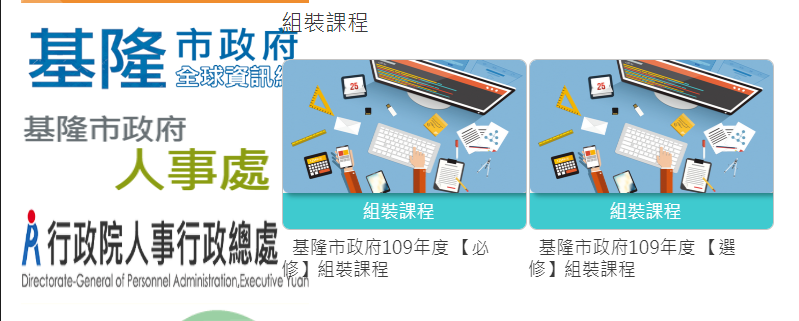 基隆市政府
全球資訊網
基隆市政府
人事處
行政院人事行政總處
Directorate-General of Personnel Administration,Executive Yuan
組裝課程
25
組裝課程
基隆市政府109年度 【必
修】組裝課程
25
組裝課程
基隆市政府109年度 【選
修】組裝課程